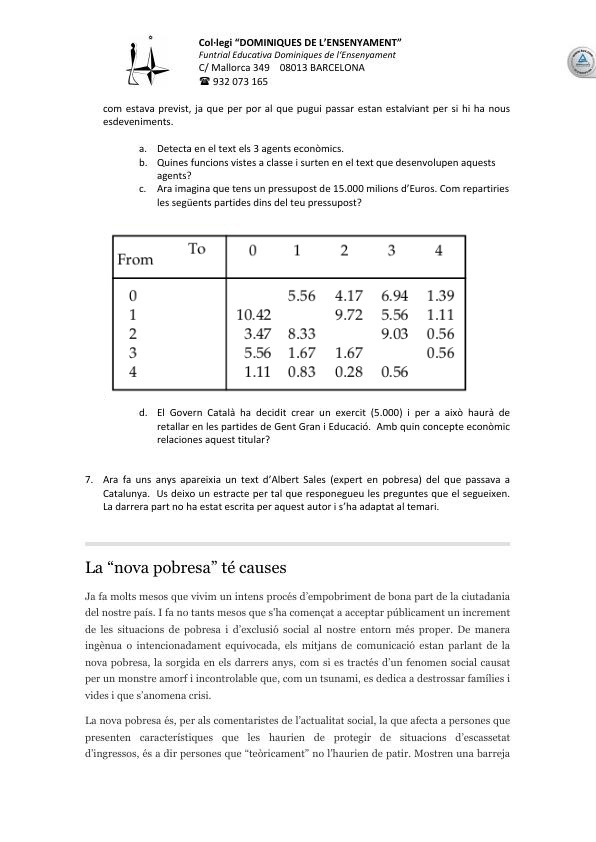 Col·legi “DOMINIQUES DE L’ENSENYAMENT”
Funtrial Educativa Dominiques de l’Ensenyament
C/ Mallorca 349 08013 BARCELONA
☎ 932 073 165
com estava previst, ja que per por al que pugui passar estan estalviant per si hi ha nous
esdeveniments.
a. Detecta en el text els 3 agents econòmics.
b. Quines funcions vistes a classe i surten en el text que desenvolupen aquests
agents?
c. Ara imagina que tens un pressupost de 15.000 milions d’Euros. Com repartiries
les següents partides dins del teu pressupost?
To
From 0 1 2 3 4
0 5.56 4.17 6.94 1.39
1 10.42 9.72 5.56 1.11
2 3.47 8.33 9.03 0.56
3 5.56 1.67 1.67 0.56
4 1.11 0.83 0.28 0.56
d. El Govern Català ha decidit crear un exercit (5.000) i per a això haurà de
retallar en les partides de Gent Gran i Educació. Amb quin concepte econòmic
relaciones aquest titular?
7. Ara fa uns anys apareixia un text d’Albert Sales (expert en pobresa) del que passava a
Catalunya. Us deixo un estracte per tal que responegueu les preguntes que el segueixen.
La darrera part no ha estat escrita per aquest autor i s’ha adaptat al temari.
La “nova pobresa” té causes
Ja fa molts mesos que vivim un intens procés d’empobriment de bona part de la ciutadania
del nostre país. I fa no tants mesos que s’ha començat a acceptar públicament un increment
de les situacions de pobresa i d’exclusió social al nostre entorn més proper. De manera
ingènua o intencionadament equivocada, els mitjans de comunicació estan parlant de la
nova pobresa, la sorgida en els darrers anys, com si es tractés d’un fenomen social causat
per un monstre amorf i incontrolable que, com un tsunami, es dedica a destrossar famílies i
vides i que s’anomena crisi.
La nova pobresa és, per als comentaristes de l’actualitat social, la que afecta a persones que
presenten característiques que les haurien de protegir de situacions d’escassetat
d’ingressos, és a dir persones que “teòricament” no l’haurien de patir. Mostren una barreja